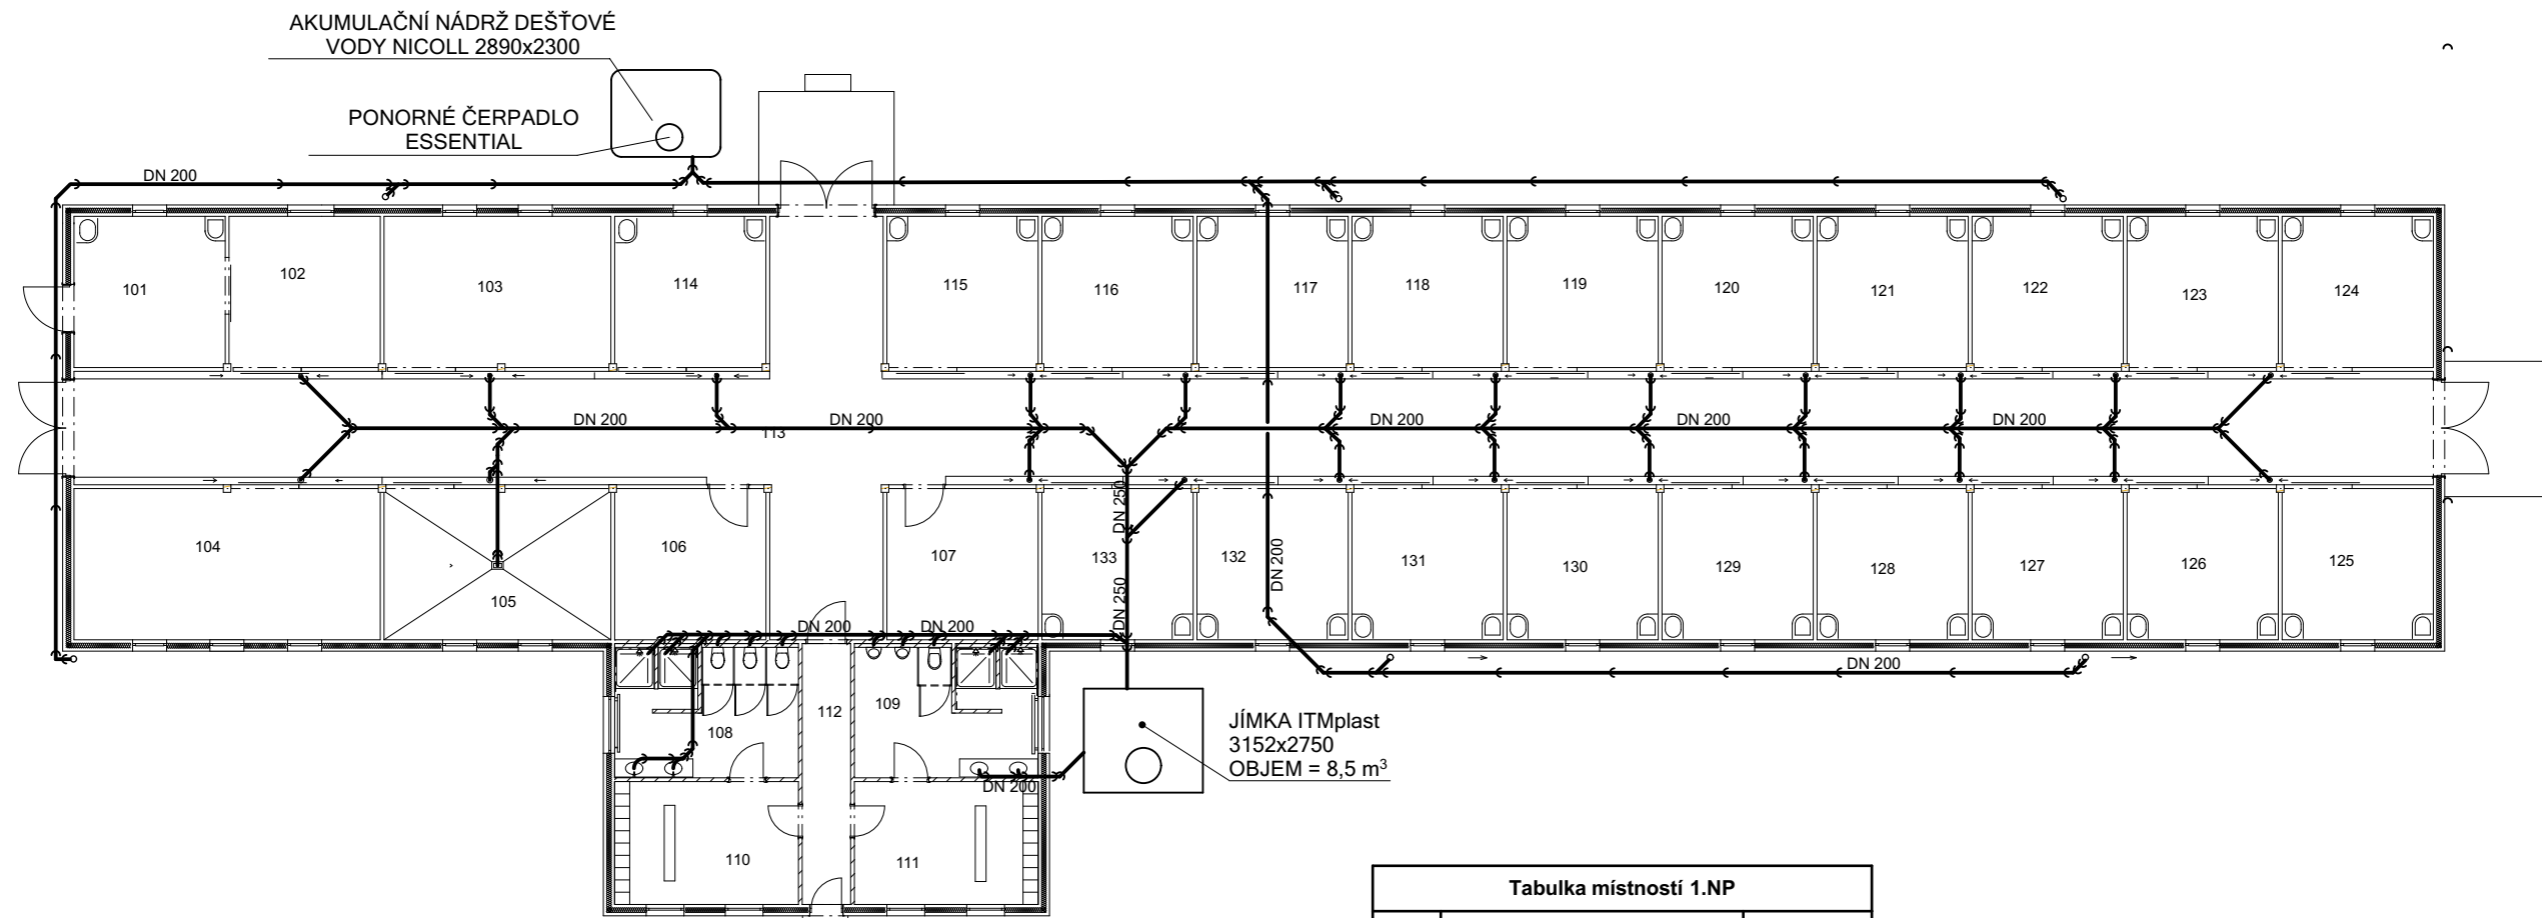 AKUMULAČNÍ NÁDRŽ DEŠŤOVÉ
VODY NICOLL 2890x2300
PONORNÉ ČERPADLO
ESSENTIAL
DN 200
101
102
103
114
115
116
117
118
119
120
121
122
123
124
DN 200
113
DN 200
DN 200
DN 200
DN 200
DN 250
104
105
106
107
133
132
131
130
129
128
127
126
125
DN 200
DN 250
DN 200
DN 200
DN 200
108
112
109
JÍMKA ITMplast
3152x2750
OBJEM = 8,5 m³
DN 200
110
111
Tabulka místností 1.NP